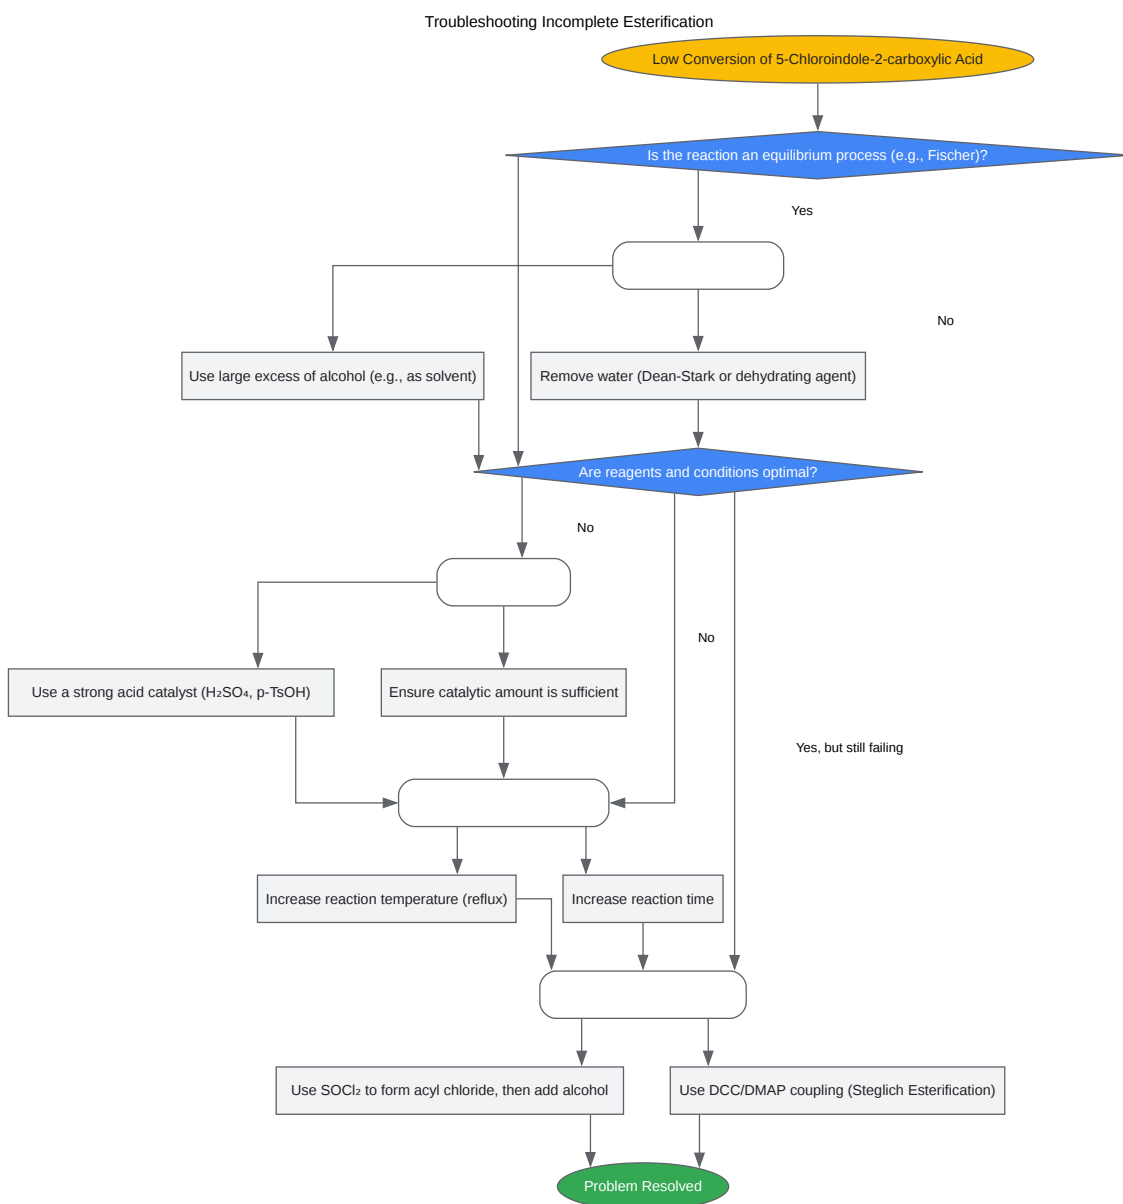 Troubleshooting Incomplete Esterification
Low Conversion of 5-Chloroindole-2-carboxylic Acid
Is the reaction an equilibrium process (e.g., Fischer)?
Yes
No
Use large excess of alcohol (e.g., as solvent)
Remove water (Dean-Stark or dehydrating agent)
Are reagents and conditions optimal?
No
No
Use a strong acid catalyst (H₂SO₄, p-TsOH)
Ensure catalytic amount is sufficient
Yes, but still failing
Increase reaction temperature (reflux)
Increase reaction time
Use SOCl₂ to form acyl chloride, then add alcohol
Use DCC/DMAP coupling (Steglich Esterification)
Problem Resolved